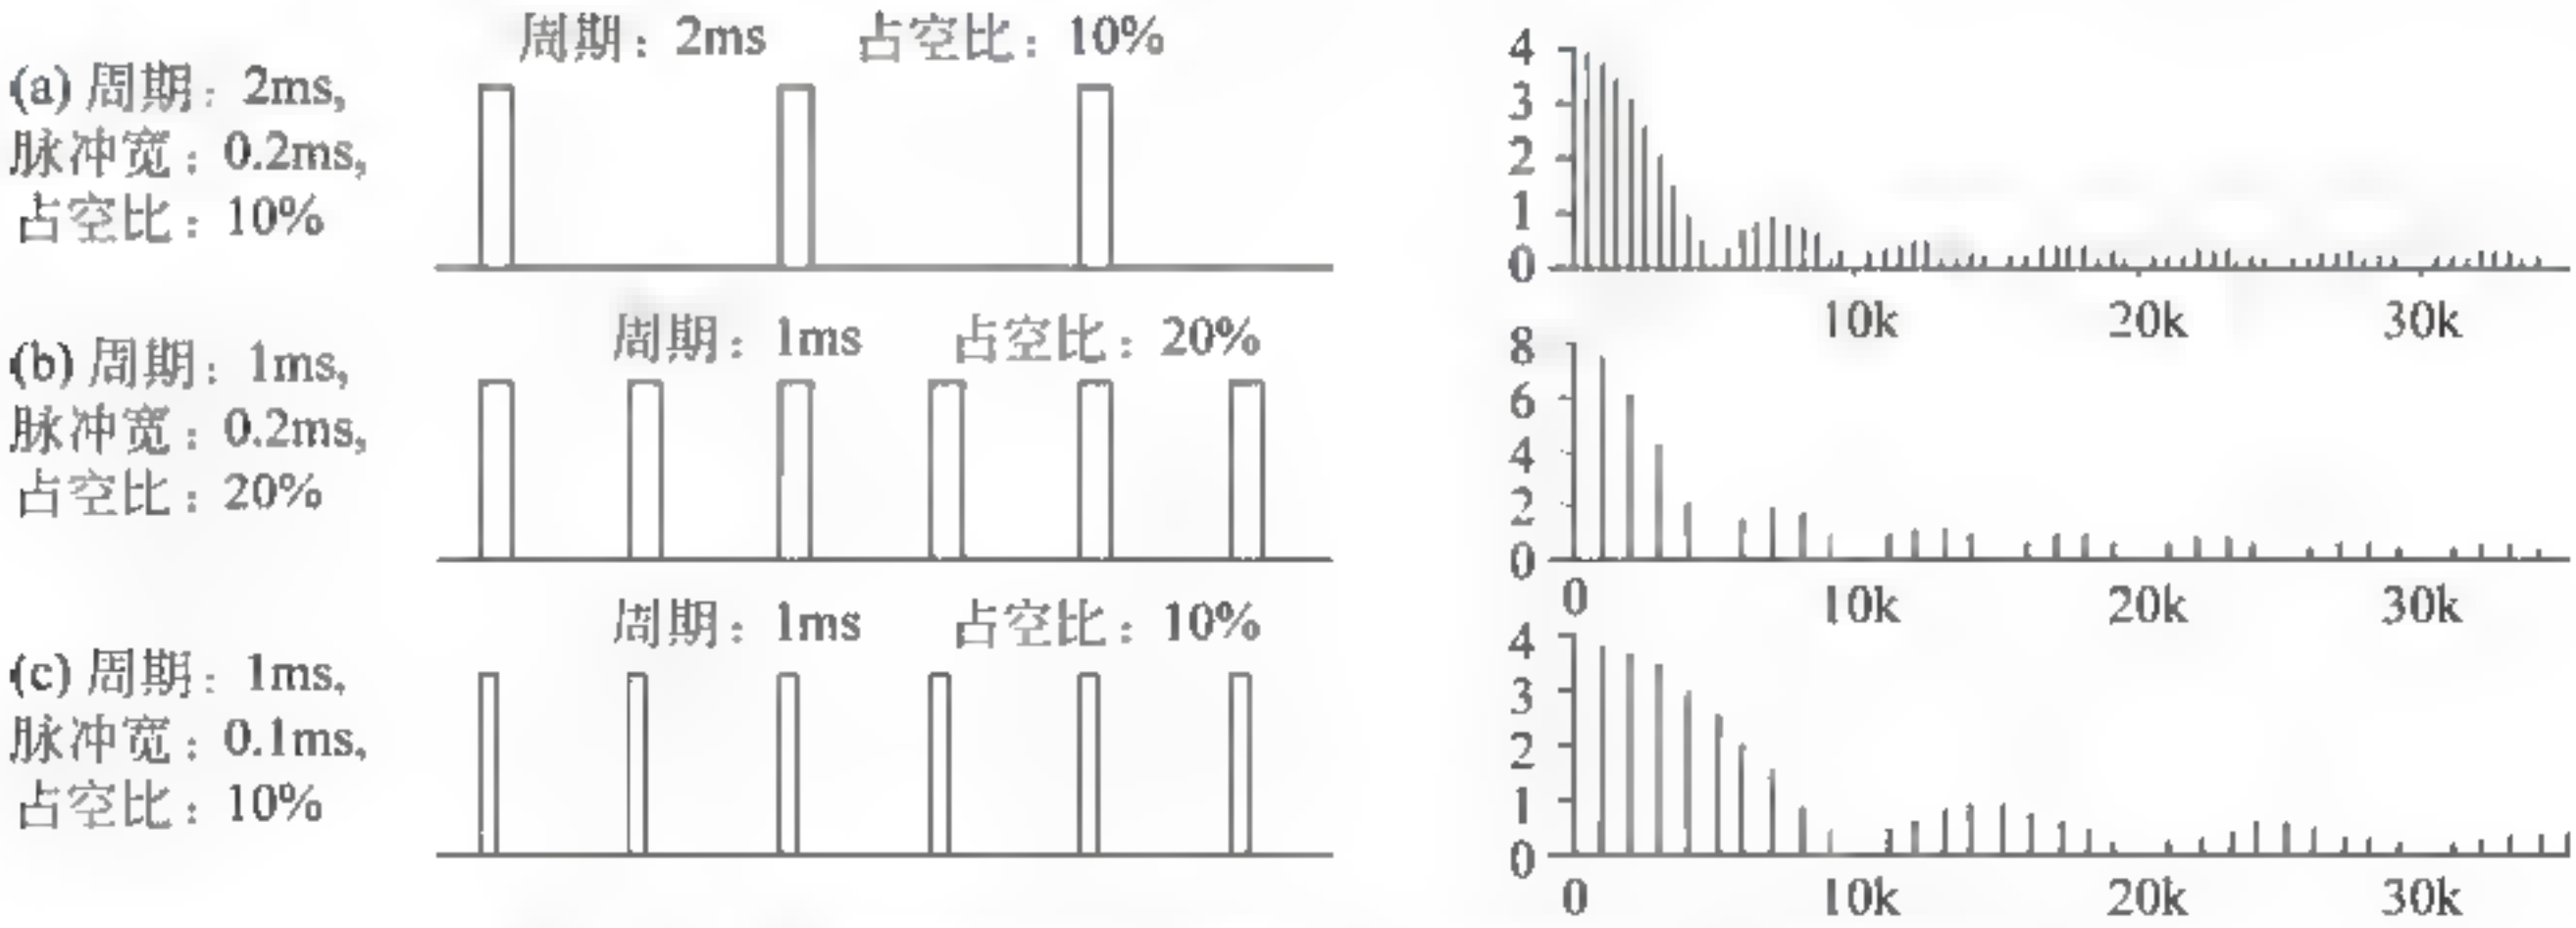 周期：2ms 占空比：10%
(a) 周期：2ms,
脉冲宽：0.2ms,
占空比：10%
4
3
2
1
0
10k 20k 30k
周期：1ms 占空比：20%
(b) 周期：1ms,
脉冲宽：0.2ms,
占空比：20%
8
6
4
2
0
0 10k 20k 30k
周期：1ms 占空比：10%
(c) 周期：1ms,
脉冲宽：0.1ms,
占空比：10%
4
3
2
1
0
0 10k 20k 30k